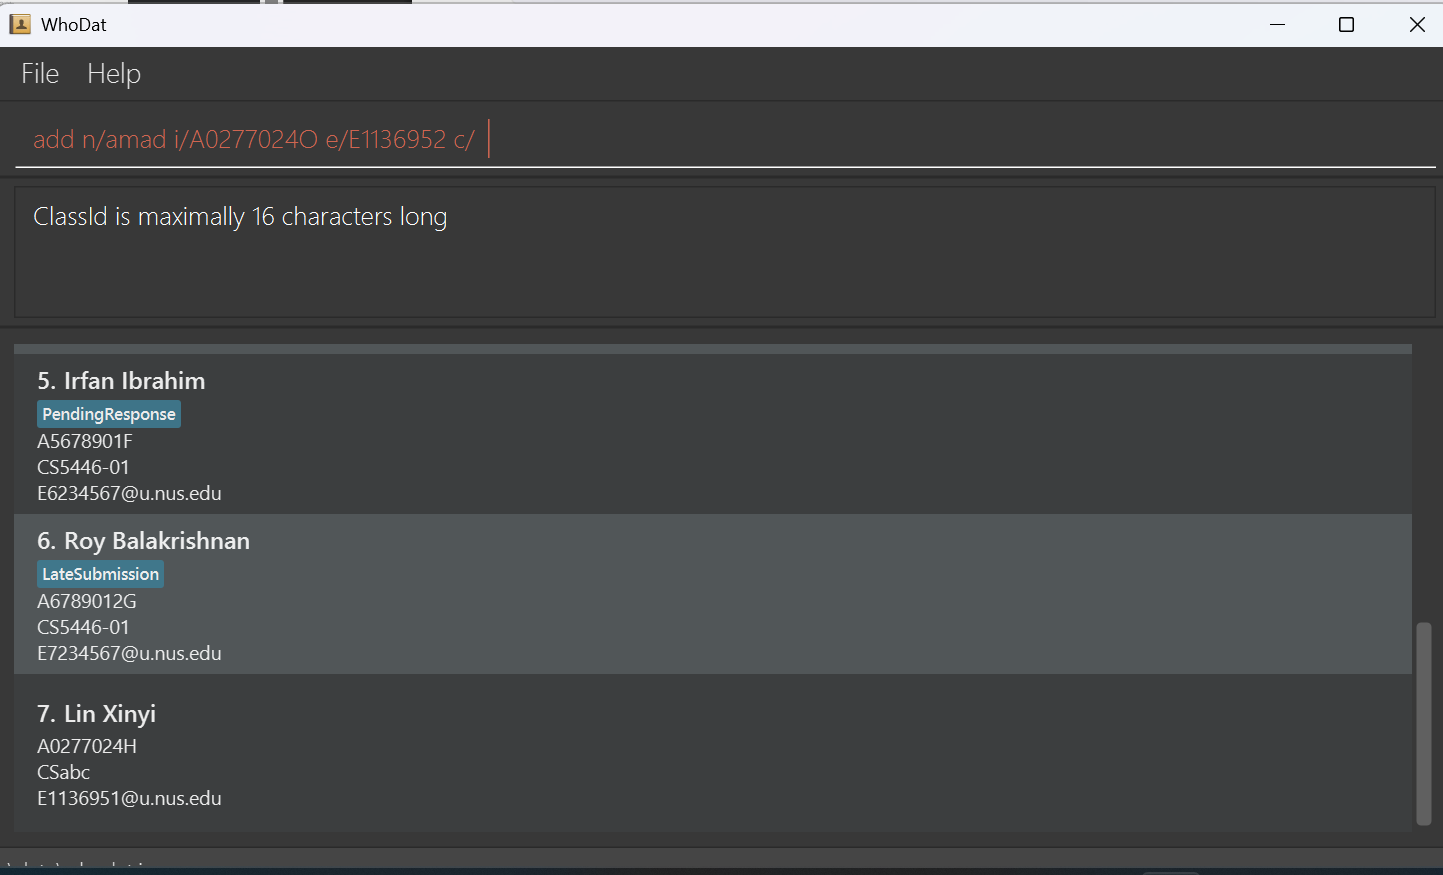 WhoDat
File Help
add n/amad i/A0277024O e/E1136952 c/
ClassId is maximally 16 characters long
5. Irfan Ibrahim
PendingResponse
A5678901F
CS5446-01
E6234567@u.nus.edu
6. Roy Balakrishnan
LateSubmission
A6789012G
CS5446-01
E7234567@u.nus.edu
7. Lin Xinyi
A0277024H
CSabc
E1136951@u.nus.edu